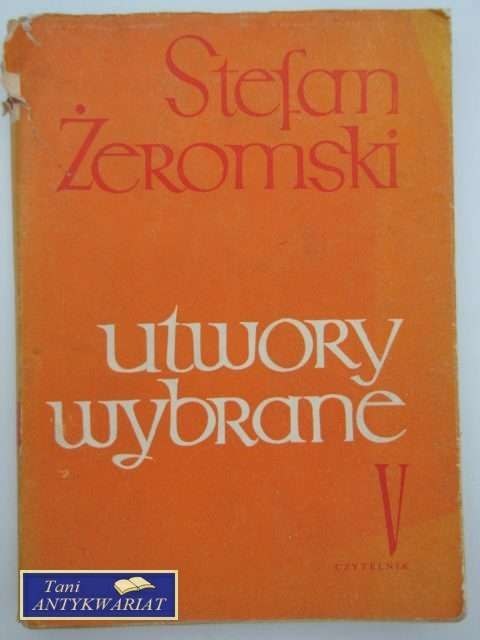 Stefan
Żeromski
utwory
wybrane
V
CZYTELNIK
Tani
ANTYKWARIAT